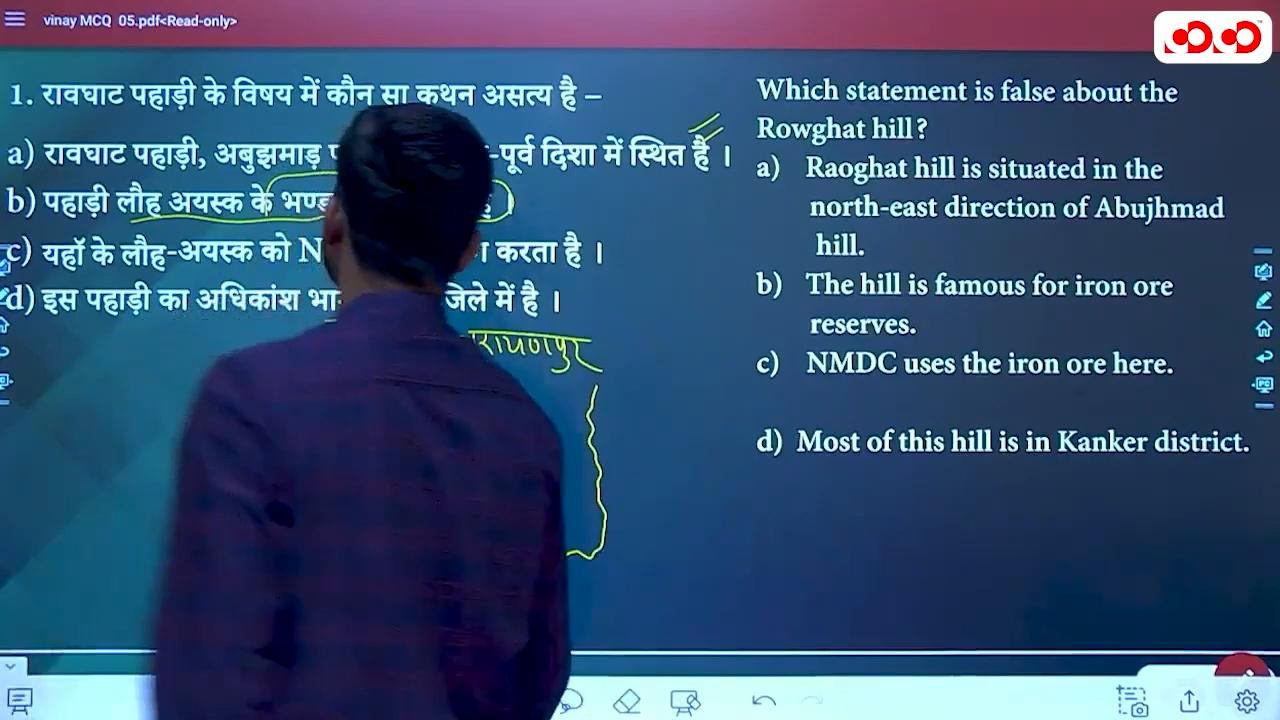 vinay MCQ 05.pdf<Read-only>
1. रावघाट पहाड़ी के विषय में कौन सा कथन असत्य है –
a) रावघाट पहाड़ी, अबुझमाड़ -पूर्व दिशा में स्थित है ।
b) पहाड़ी लौह अयस्क के
c) यहाॅ के लौह-अयस्क को करता है ।
d) इस पहाड़ी का अधिकांश जिले में है ।
Which statement is false about the
Rowghat hill?
a) Raoghat hill is situated in the
north-east direction of Abujhmad
hill.
b) The hill is famous for iron ore
reserves.
c) NMDC uses the iron ore here.
d) Most of this hill is in Kanker district.